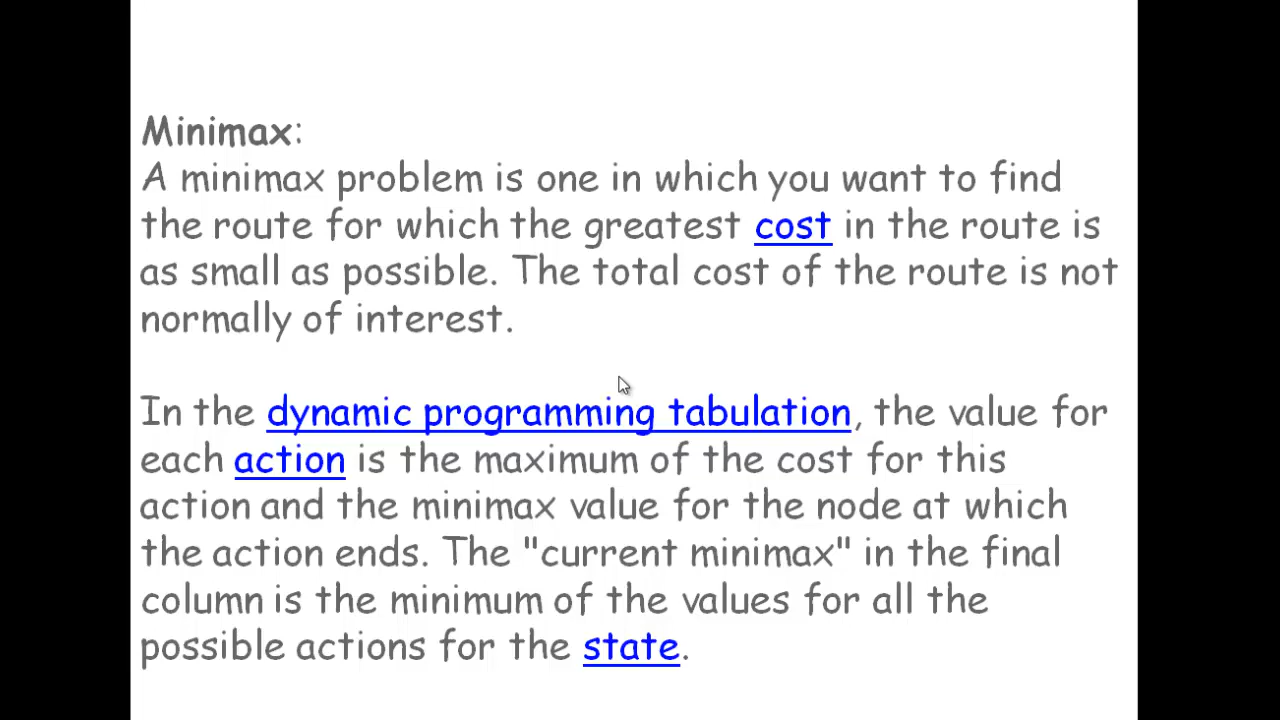 Minimax:
A minimax problem is one in which you want to find
the route for which the greatest cost in the route is
as small as possible. The total cost of the route is not
normally of interest.
In the dynamic programming tabulation, the value for
each action is the maximum of the cost for this
action and the minimax value for the node at which
the action ends. The "current minimax" in the final
column is the minimum of the values for all the
possible actions for the state.